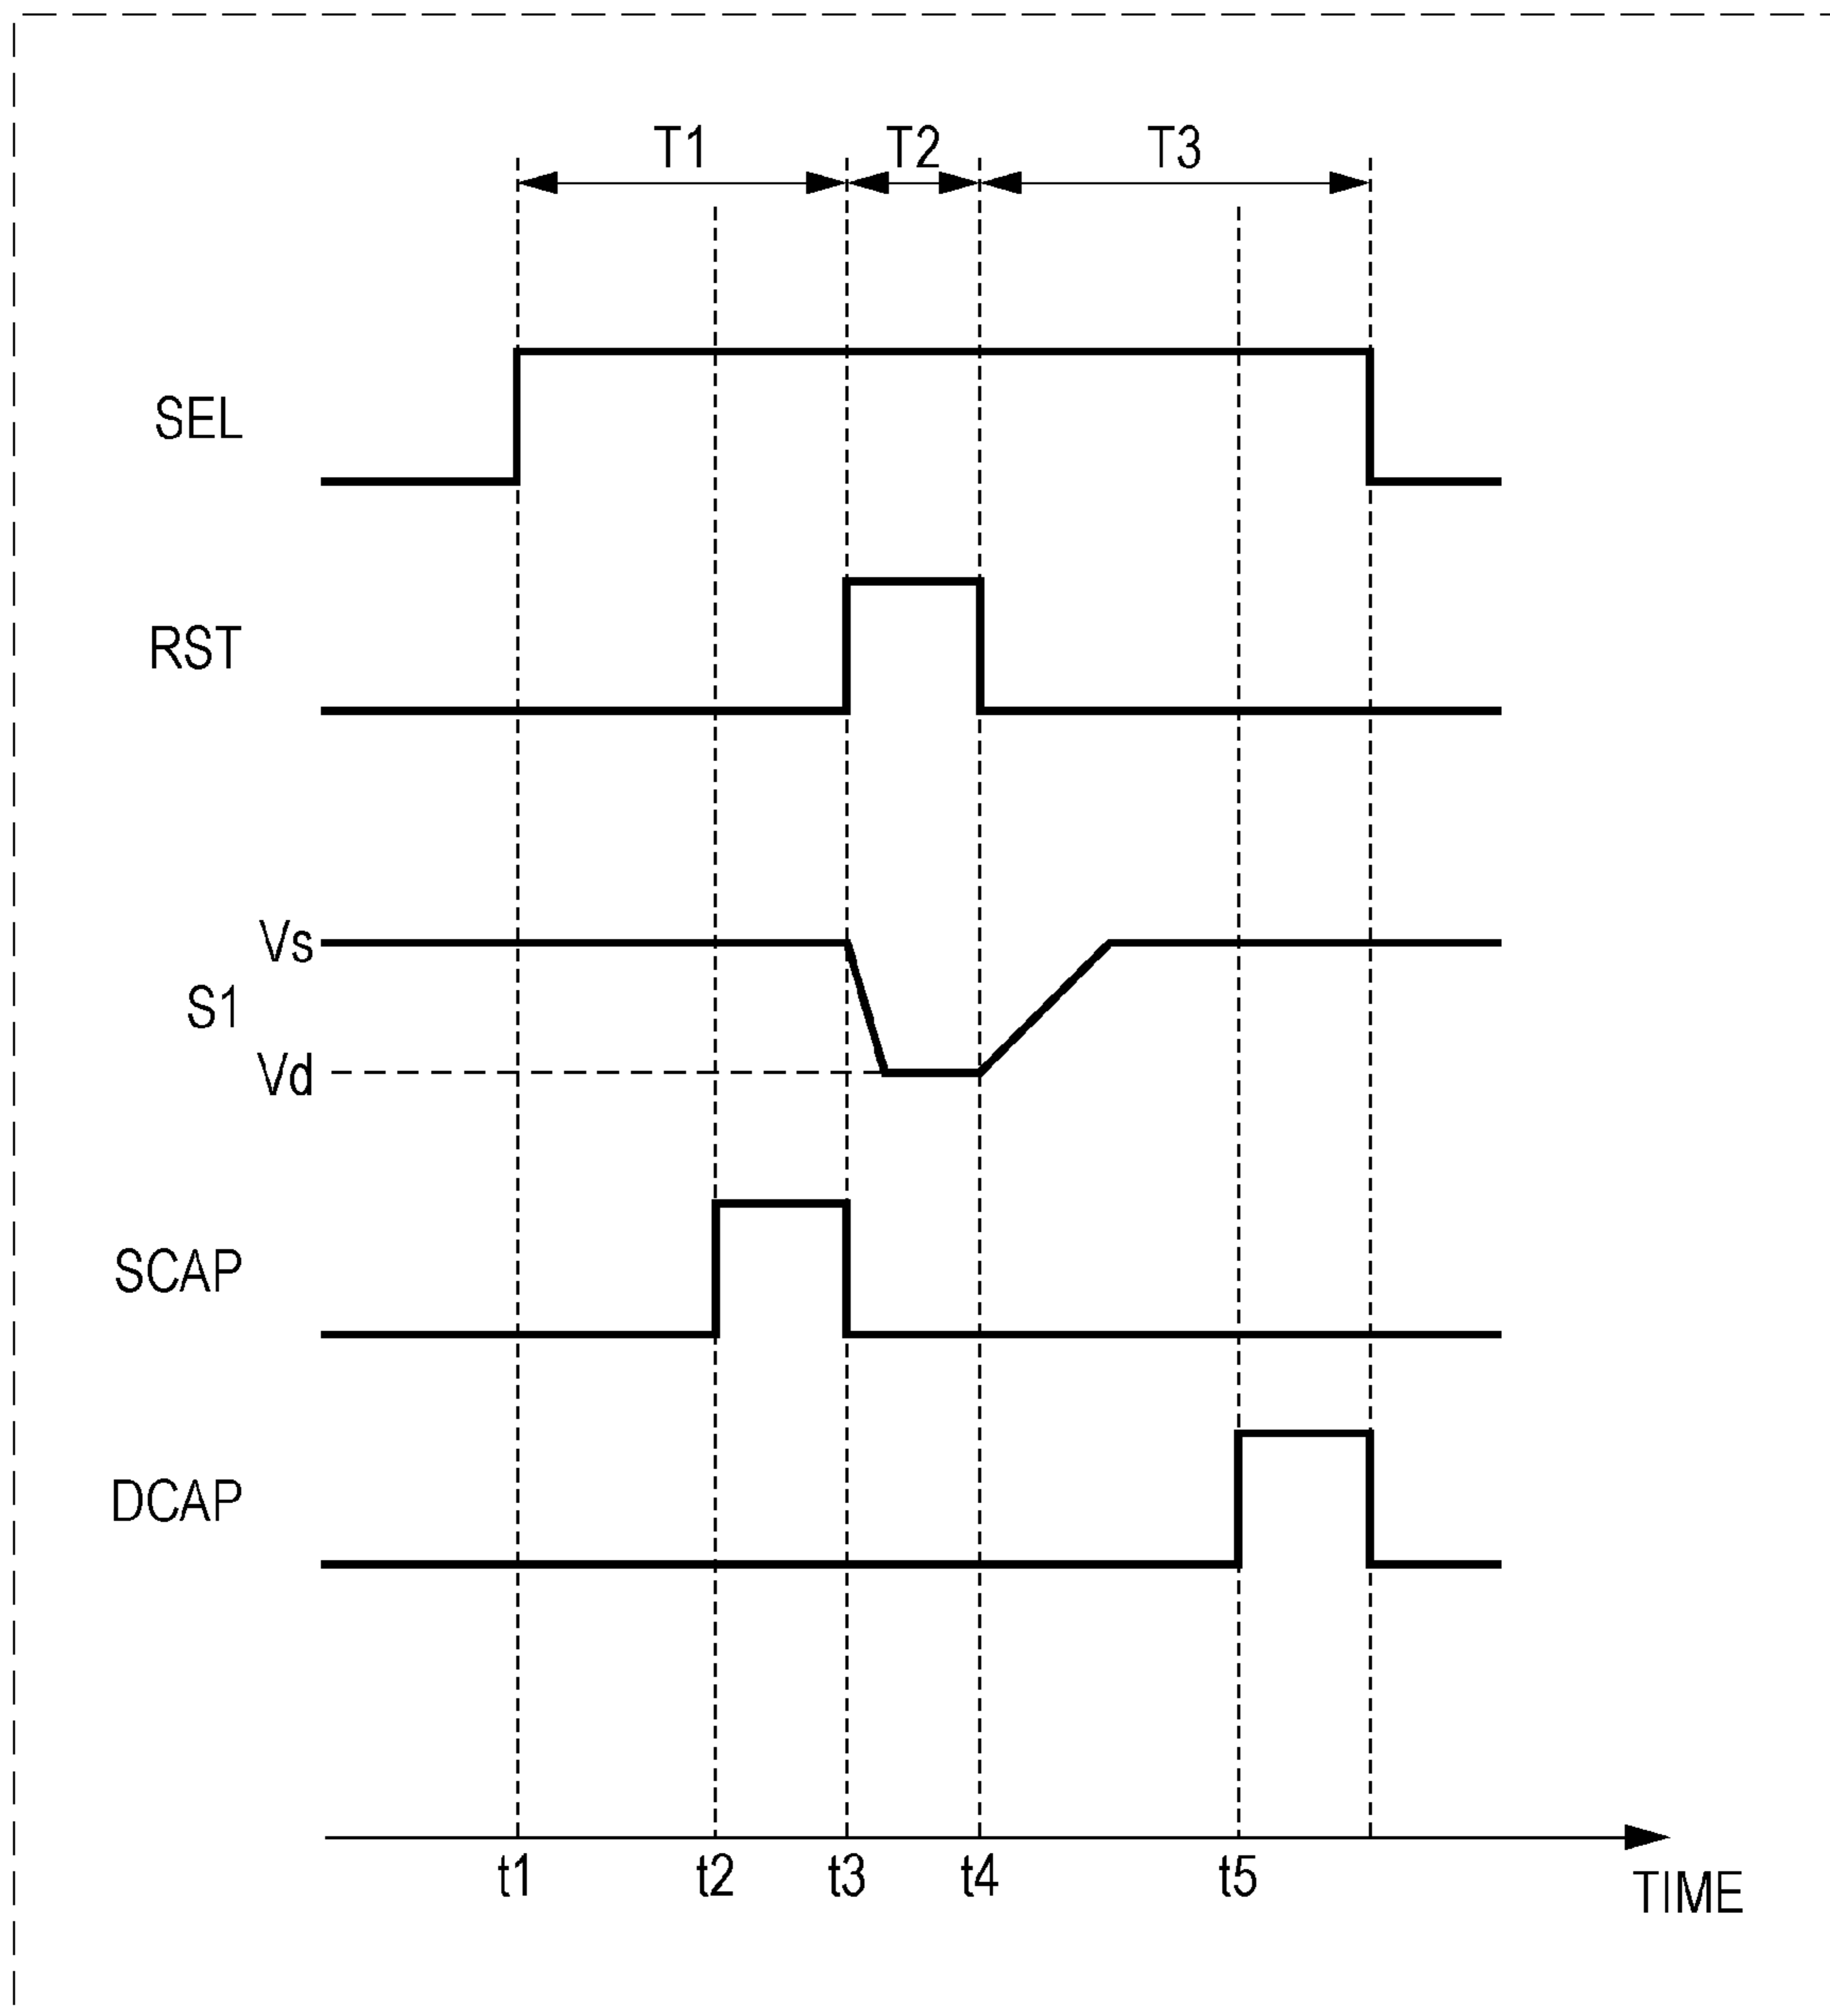 T1 T2 T3
SEL
RST
Vs
S1
Vd
SCAP
DCAP
t1 t2 t3 t4 t5
TIME